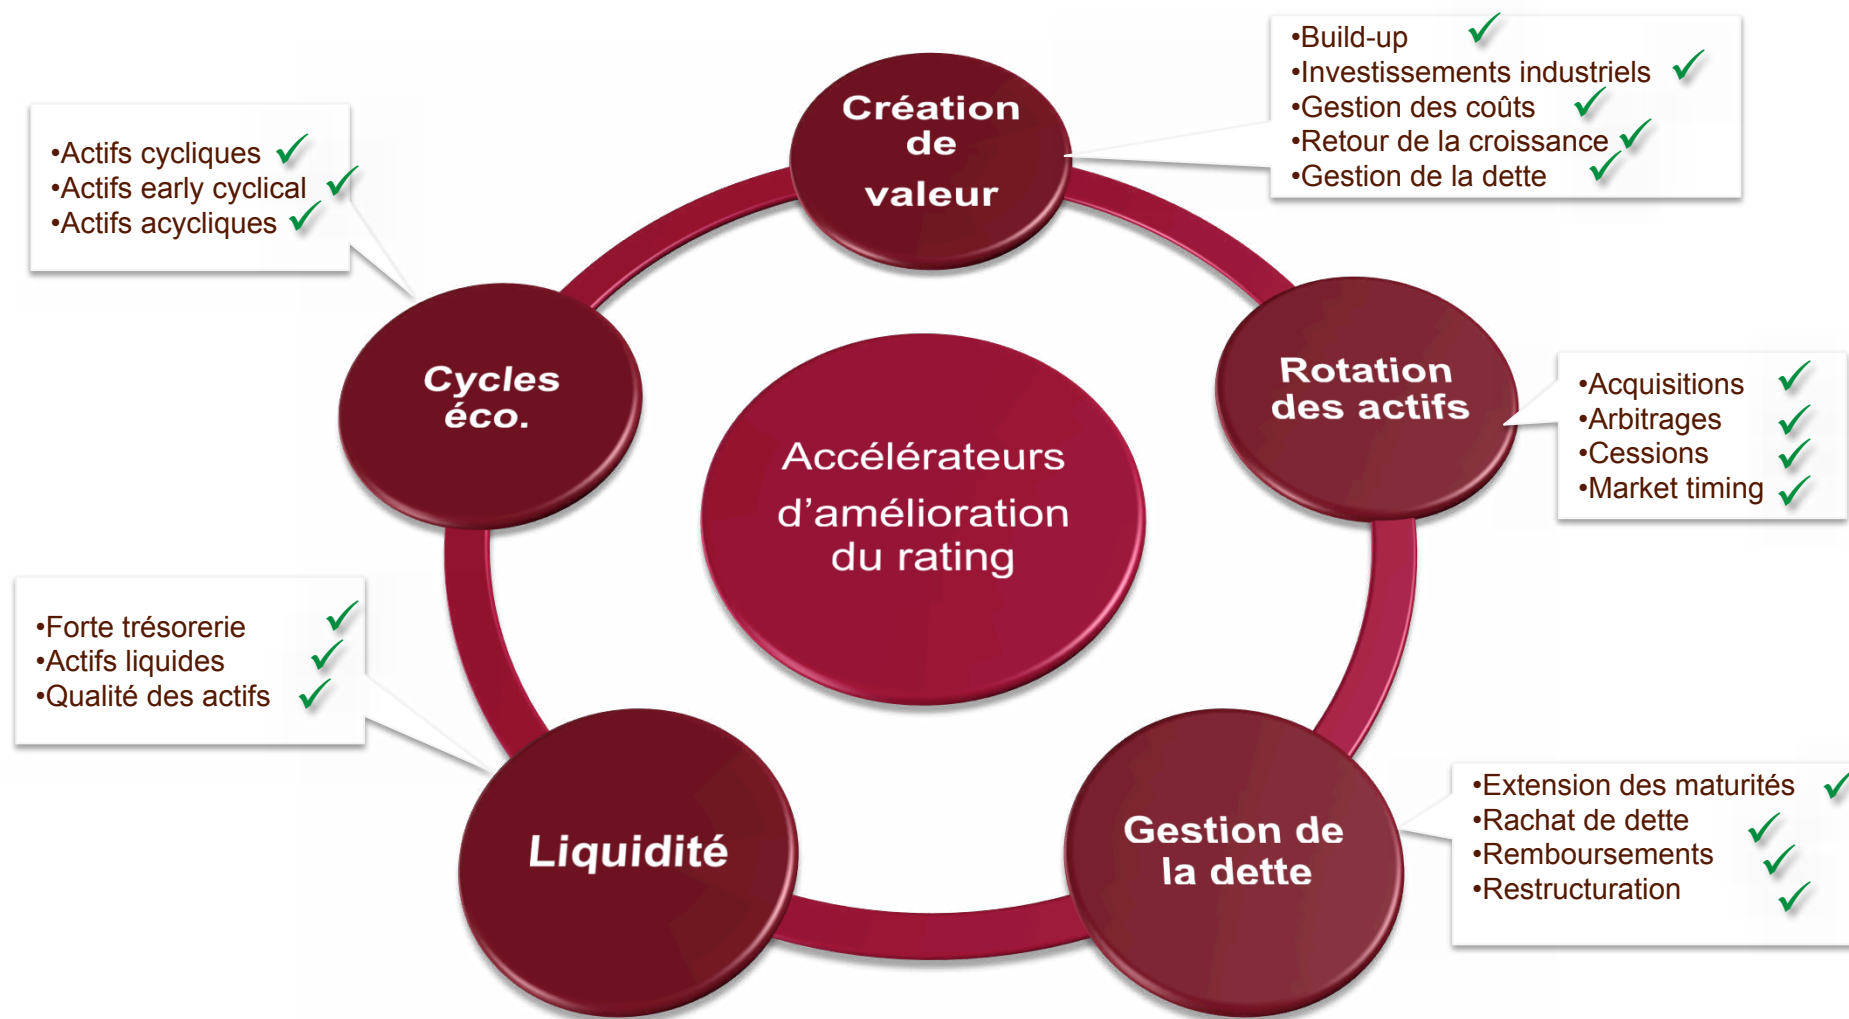 Création
de
valeur
•Build-up
•Investissements industriels
•Gestion des coûts
•Retour de la croissance
•Gestion de la dette
•Actifs cycliques
•Actifs early cyclical
•Actifs acycliques
Cycles
éco.
Rotation
des actifs
•Acquisitions
•Arbitrages
•Cessions
•Market timing
Accélérateurs
d’amélioration
du rating
•Forte trésorerie
•Actifs liquides
•Qualité des actifs
Liquidité
Gestion de
la dette
•Extension des maturités
•Rachat de dette
•Remboursements
•Restructuration